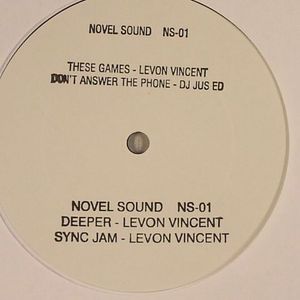 NOVEL SOUND NS-01
THESE GAMES - LEVON VINCENT
DON'T ANSWER THE PHONE - DJ JUS ED
NOVEL SOUND NS-01
DEEPER - LEVON VINCENT
SYNC JAM - LEVON VINCENT